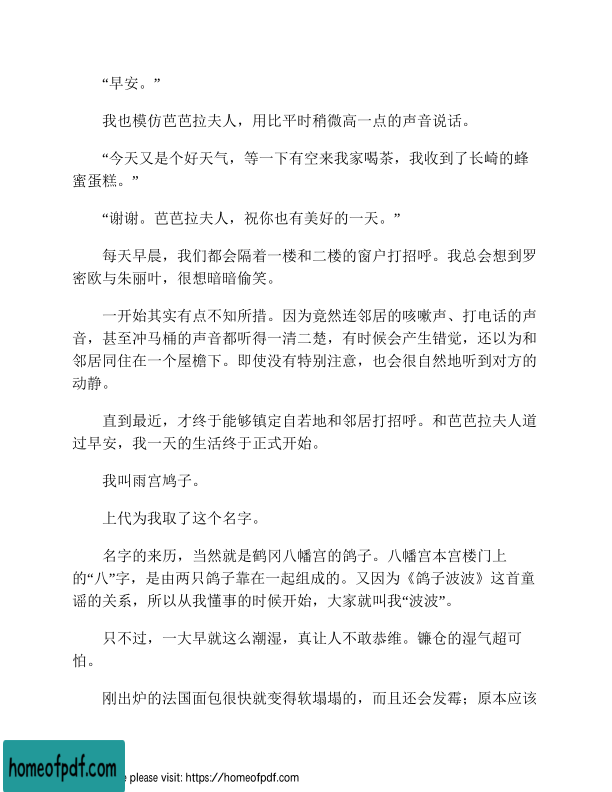 “早安。”
我也模仿芭芭拉夫人，用比平时稍微高一点的声音说话。
“今天又是个好天气，等一下有空来我家喝茶，我收到了长崎的蜂
蜜蛋糕。”
“谢谢。芭芭拉夫人，祝你也有美好的一天。”
每天早晨，我们都会隔着一楼和二楼的窗户打招呼。我总会想到罗
密欧与朱丽叶，很想暗暗偷笑。
一开始其实有点不知所措。因为竟然连邻居的咳嗽声、打电话的声
音，甚至冲马桶的声音都听得一清二楚，有时候会产生错觉，还以为和
邻居同住在一个屋檐下。即使没有特别注意，也会很自然地听到对方的
动静。
直到最近，才终于能够镇定自若地和邻居打招呼。和芭芭拉夫人道
过早安，我一天的生活终于正式开始。
我叫雨宫鸠子。
上代为我取了这个名字。
名字的来历，当然就是鹤冈八幡宫的鸽子。八幡宫本宫楼门上
的“八”字，是由两只鸽子靠在一起组成的。又因为《鸽子波波》这首童
谣的关系，所以从我懂事的时候开始，大家就叫我“波波”。
只不过，一大早就这么潮湿，真让人不敢恭维。镰仓的湿气超可
怕。
刚出炉的法国面包很快就变得软塌塌的，而且还会发霉；原本应该
homeofpdf.com
e please visit: https://homeofpdf.com